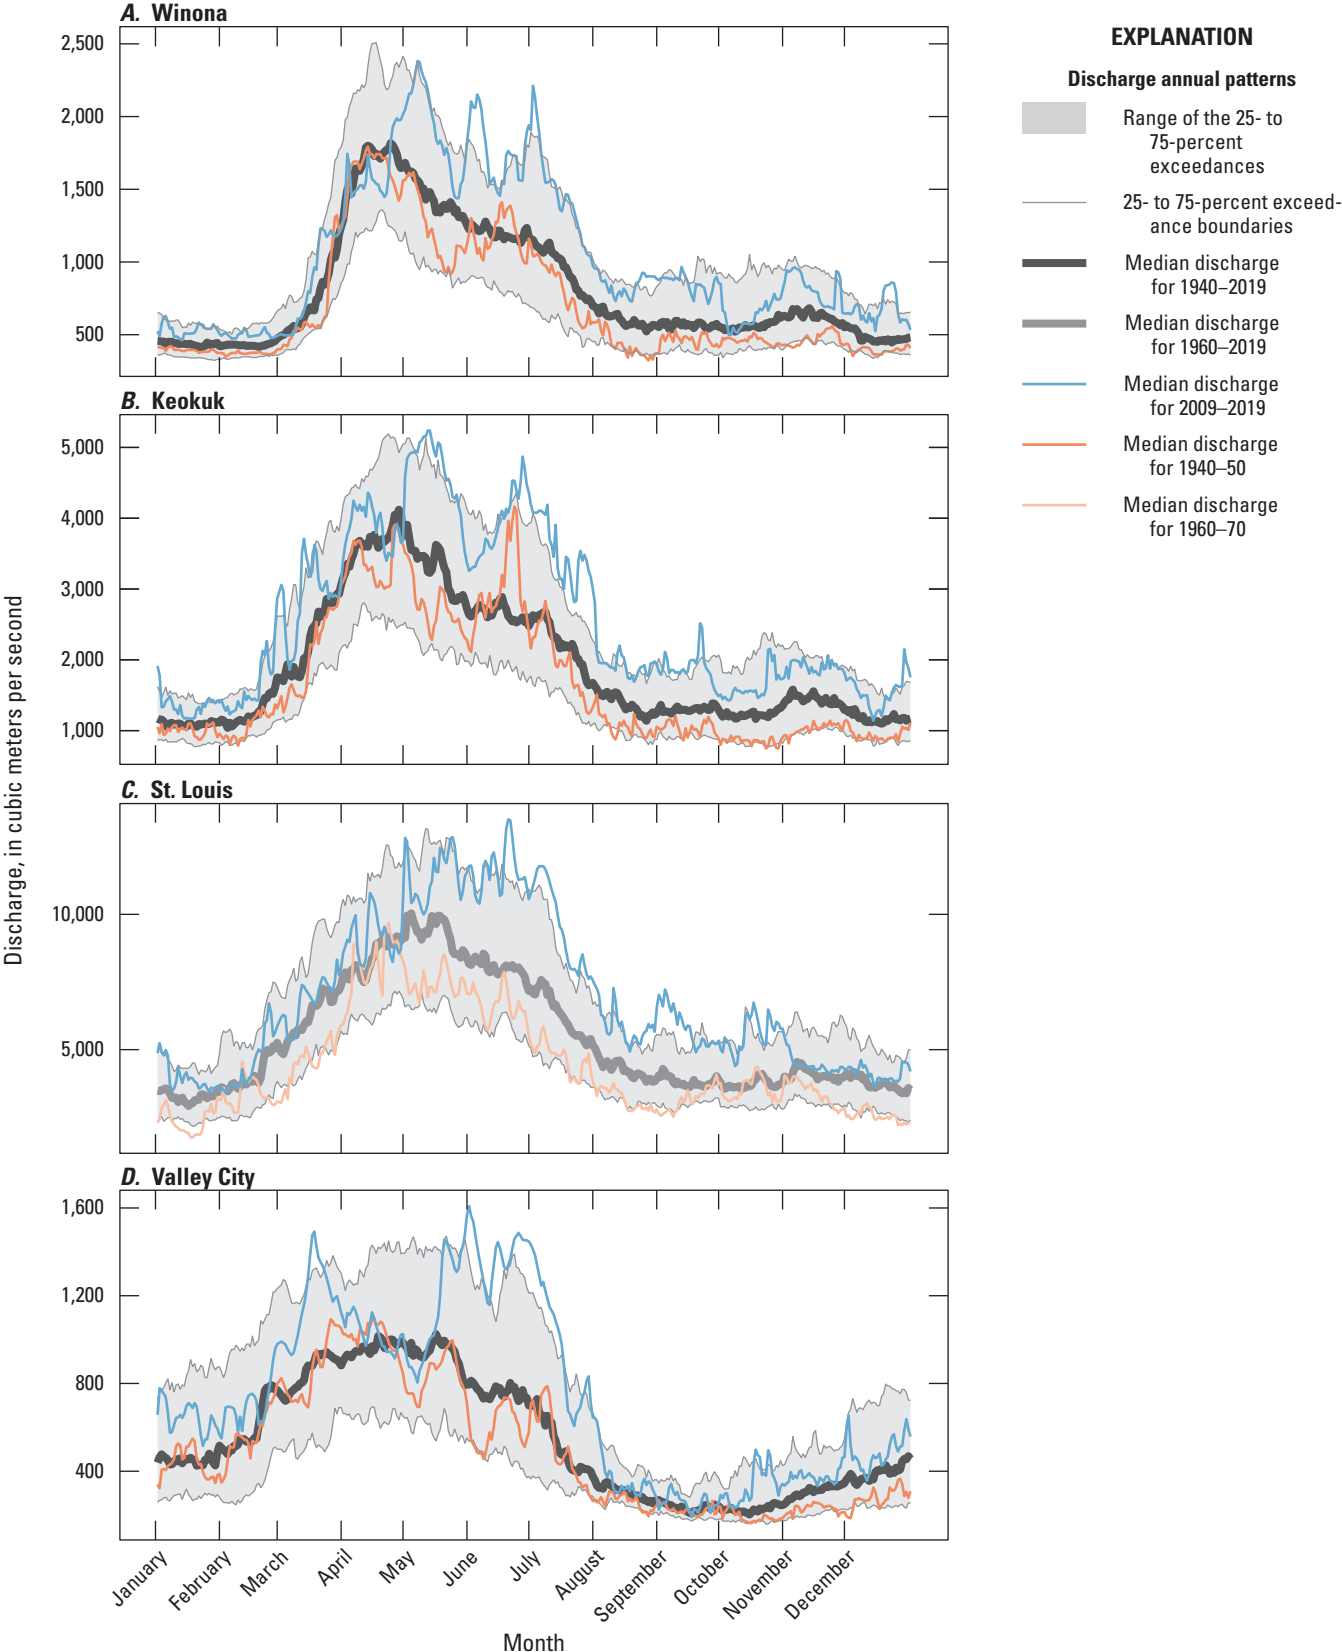 A. Winona
2,500
2,000
1,500
1,000
500
B. Keokuk
5,000
4,000
3,000
2,000
1,000
C. St. Louis
10,000
5,000
D. Valley City
1,600
1,200
800
400
January
February
March
April
May
June
July
August
September
October
November
December
Month
Discharge, in cubic meters per second
EXPLANATION
Discharge annual patterns
Range of the 25- to
75-percent
exceedances
25- to 75-percent exceed-
ance boundaries
Median discharge
for 1940–2019
Median discharge
for 1960–2019
Median discharge
for 2009–2019
Median discharge
for 1940–50
Median discharge
for 1960–70